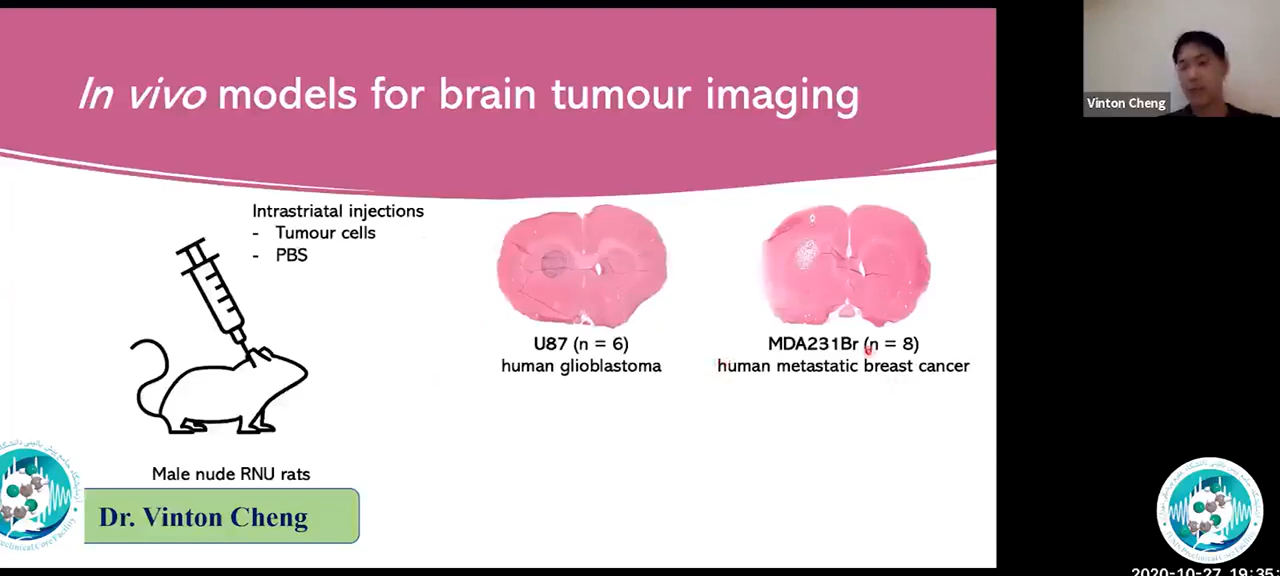 In vivo models for brain tumour imaging
Vinton Cheng
Intrastriatal injections
- Tumour cells
- PBS
U87 (n = 6)
human glioblastoma
MDA231Br (n = 8)
human metastatic breast cancer
Male nude RNU rats
Dr. Vinton Cheng
2020-10-27 19:35: